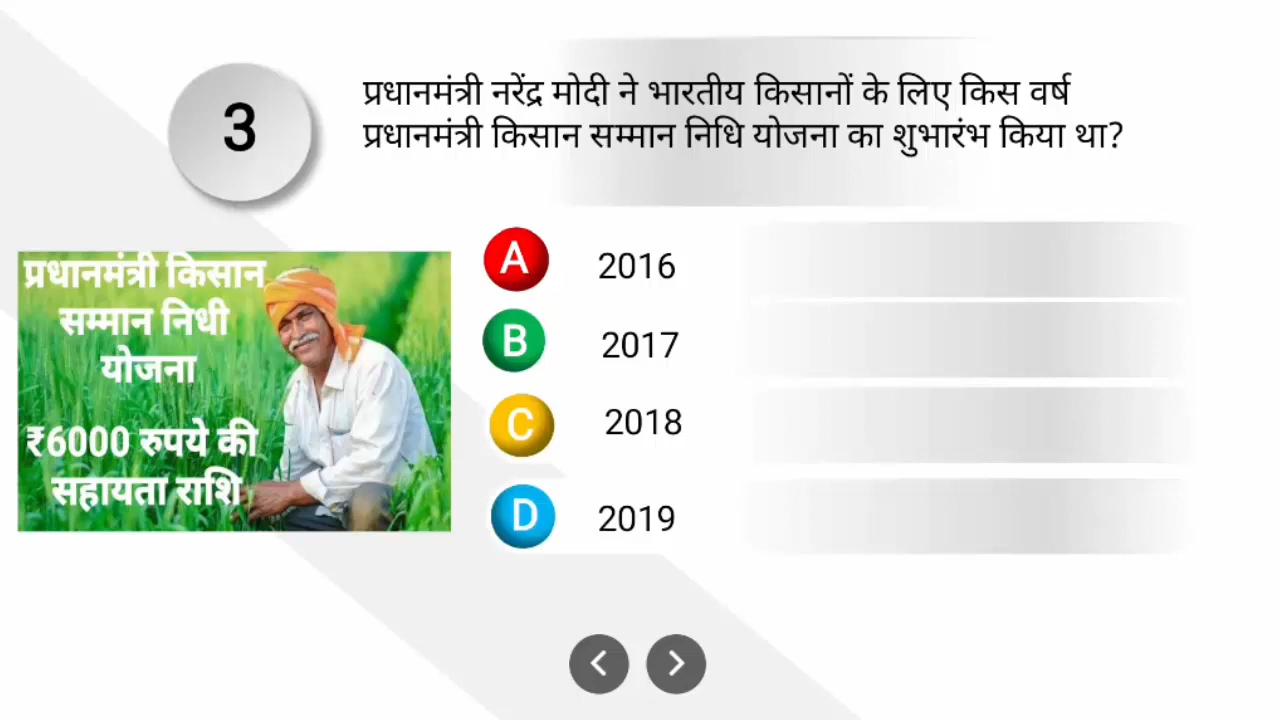 3
प्रधानमंत्री नरेंद्र मोदी ने भारतीय किसानों के लिए किस वर्ष
प्रधानमंत्री किसान सम्मान निधि योजना का शुभारंभ किया था?
प्रधानमंत्री किसान
सम्मान निधी
योजना
₹6000 रुपये की
सहायता राशि
A 2016
B 2017
C 2018
D 2019